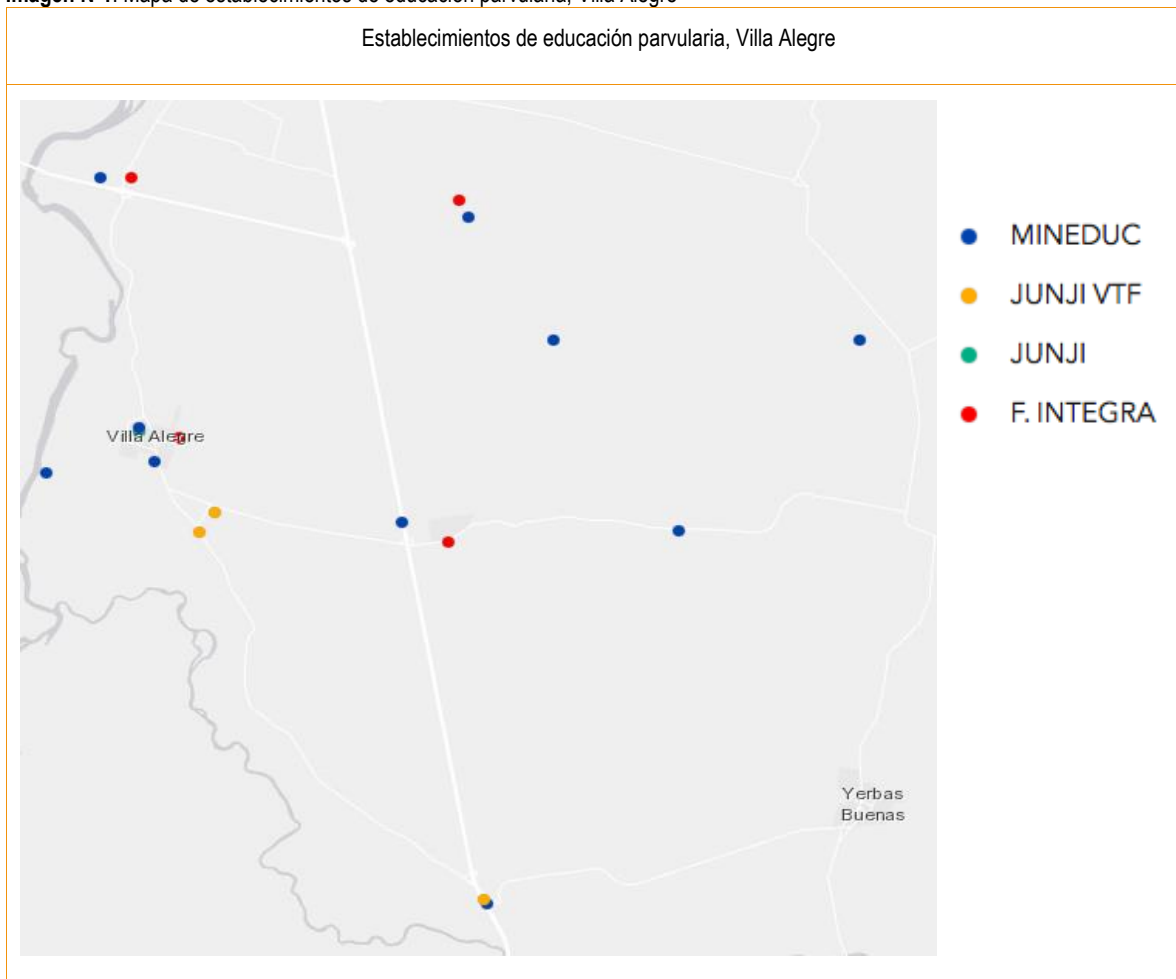 Establecimientos de educación parvularia, Villa Alegre
MINEDUC
JUNJI VTF
JUNJI
F. INTEGRA
Villa Alegre
Yerbas
Buenas